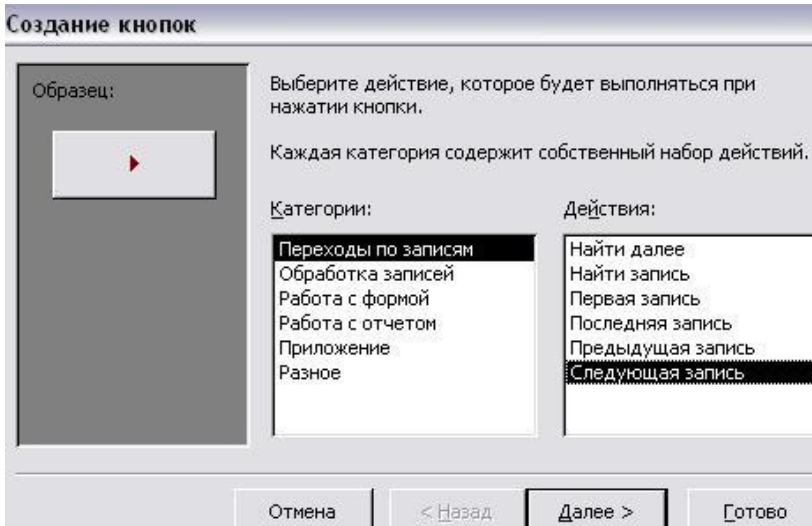 Создание кнопок
Образец:
Выберите действие, которое будет выполняться при
нажатии кнопки.
Каждая категория содержит собственный набор действий.
Категории:
Переходы по записям
Обработка записей
Работа с формой
Работа с отчетом
Приложение
Разное
Действия:
Найти далее
Найти запись
Первая запись
Последняя запись
Предыдущая запись
Следующая запись
Отмена
< Назад
Далее >
Готово